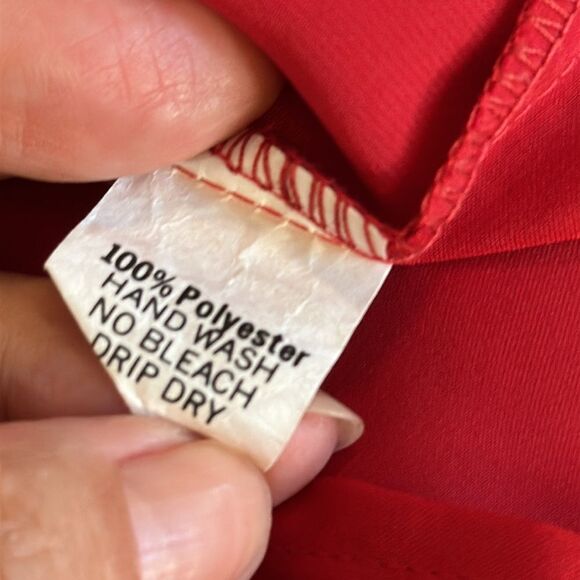 100% Polyester
HAND WASH
NO BLEACH
DRIP DRY